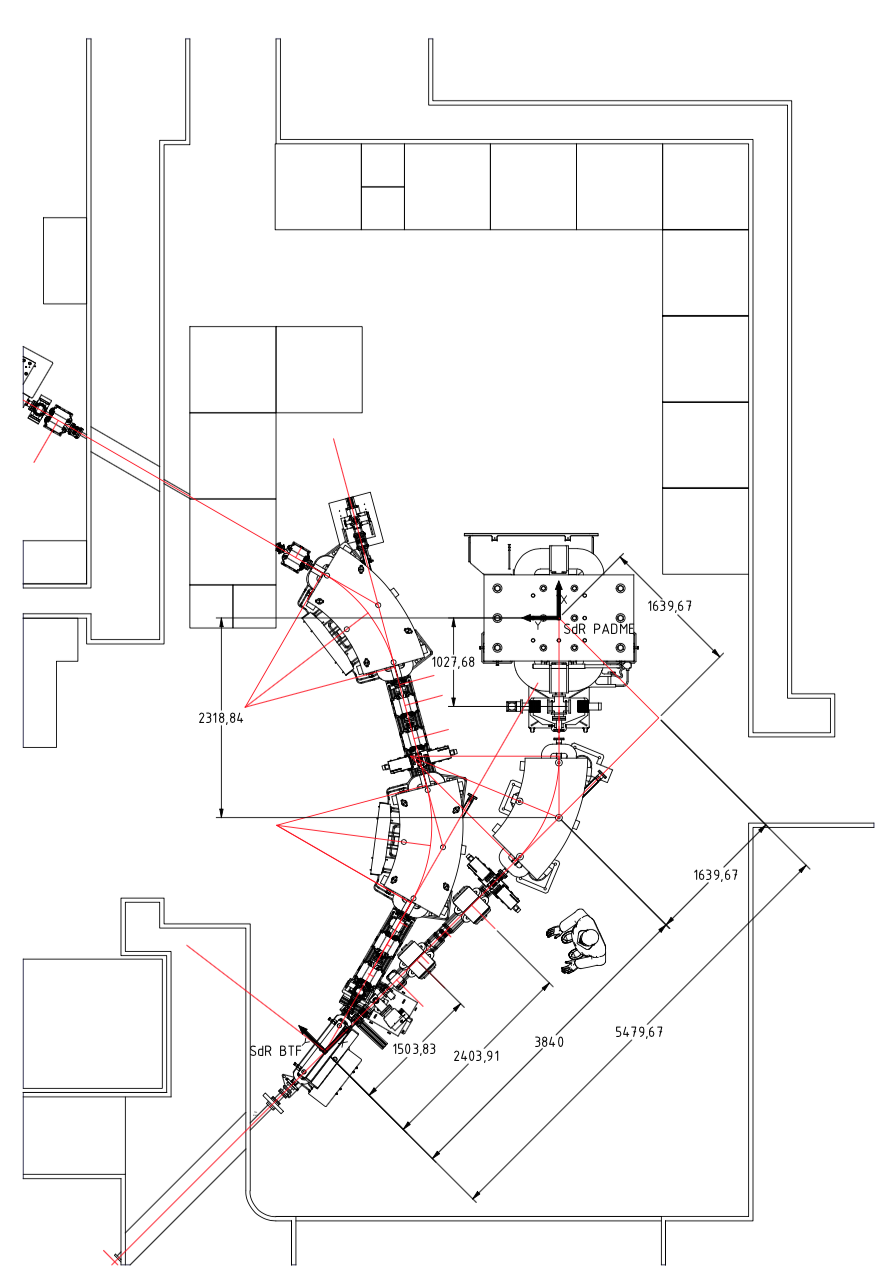 X
1639,67
Y
SdR PADME
1027,68
2318,84
1639,67
5479,67
3840
1503,83
2403,91
SdR BTF
Y
X